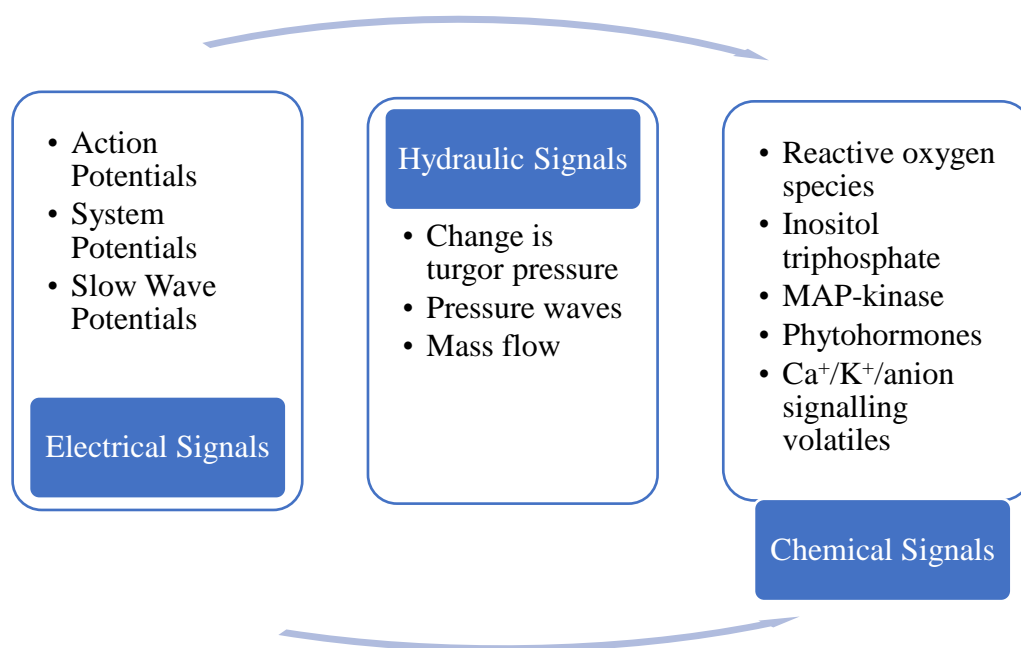 • Action
Potentials
• System
Potentials
• Slow Wave
Potentials
Electrical Signals
Hydraulic Signals
• Change is
turgor pressure
• Pressure waves
• Mass flow
• Reactive oxygen
species
• Inositol
triphosphate
• MAP-kinase
• Phytohormones
• Ca⁺/K⁺/anion
signalling
volatiles
Chemical Signals